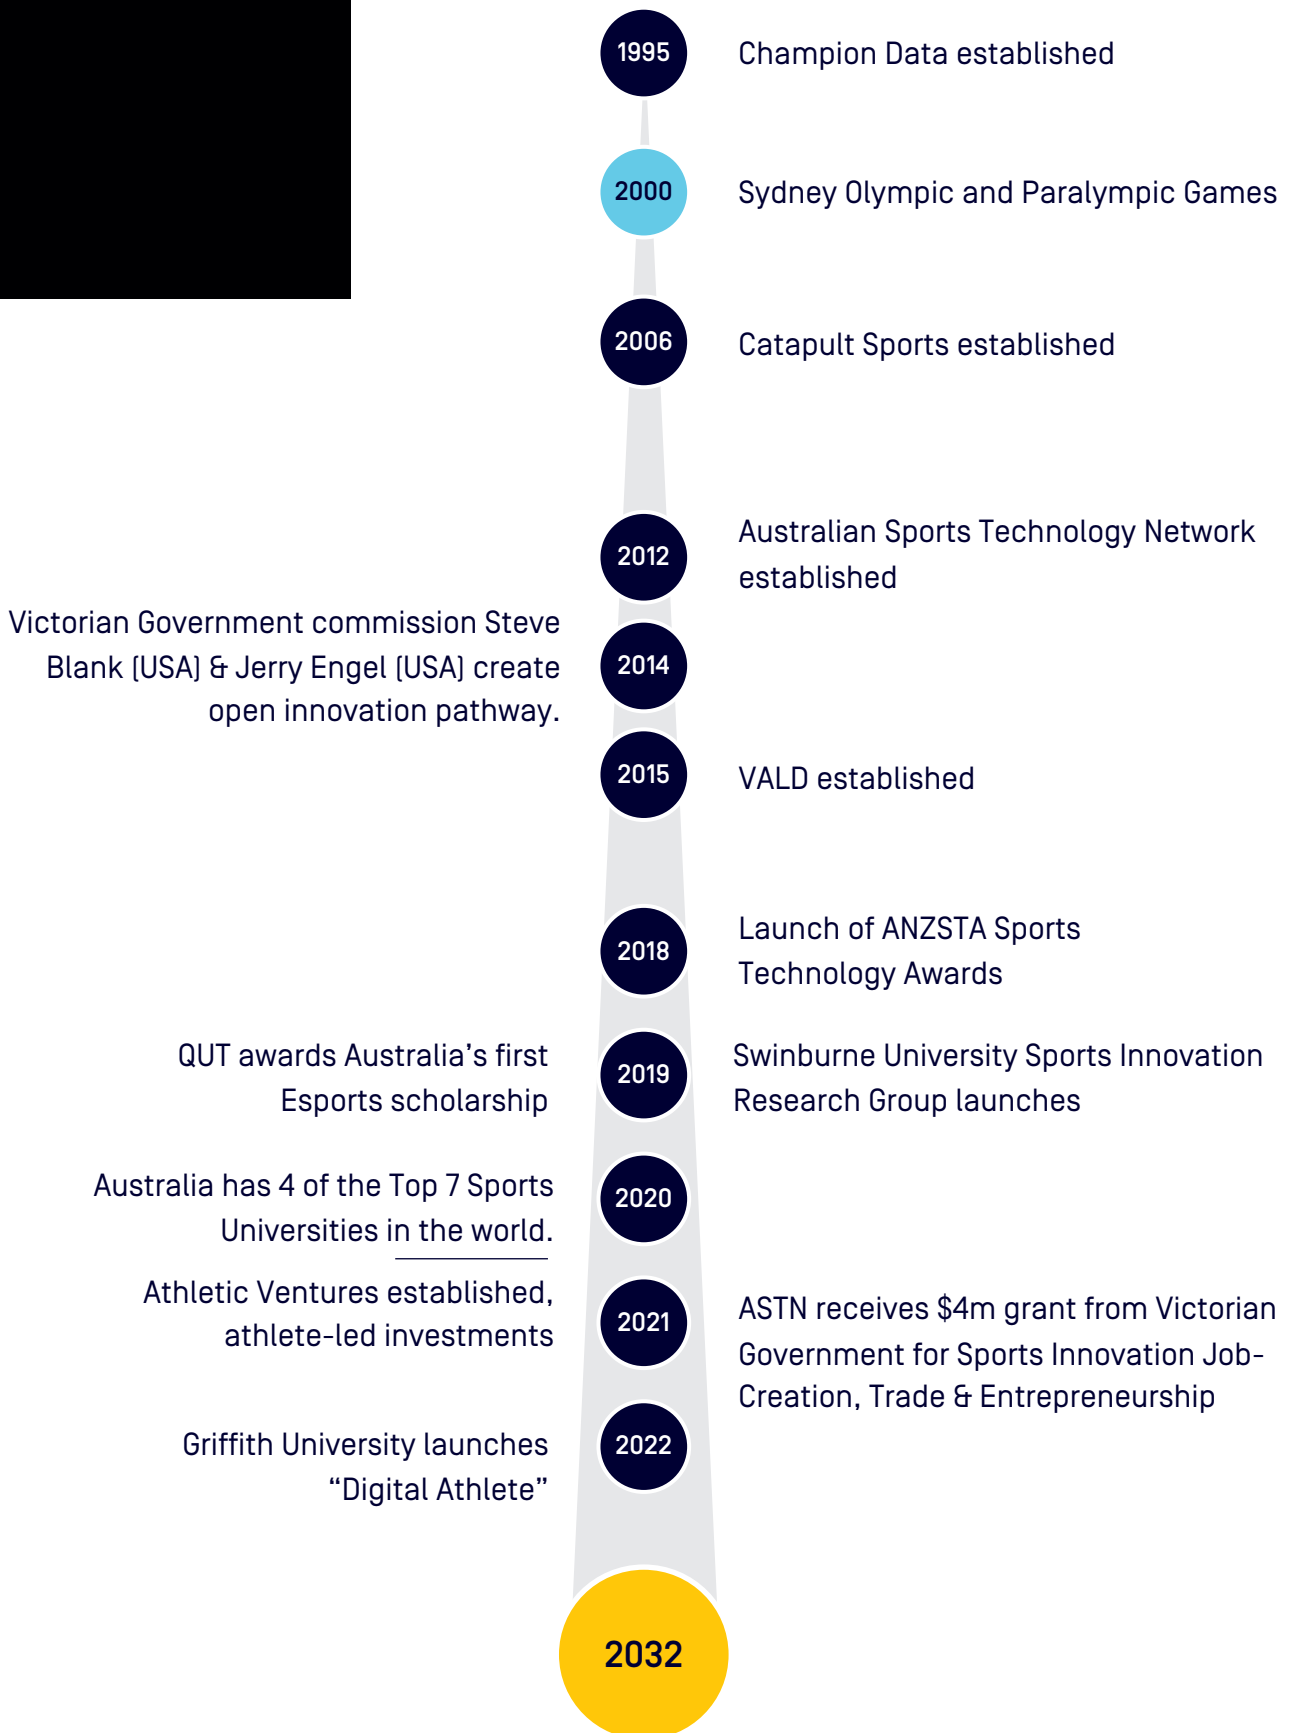 1995
Champion Data established
2000
Sydney Olympic and Paralympic Games
2006
Catapult Sports established
2012
Australian Sports Technology Network
established
Victorian Government commission Steve
Blank (USA) & Jerry Engel (USA) create
open innovation pathway.
2014
2015
VALD established
2018
Launch of ANZSTA Sports
Technology Awards
QUT awards Australia’s first
Esports scholarship
2019
Swinburne University Sports Innovation
Research Group launches
Australia has 4 of the Top 7 Sports
Universities in the world.
2020
Athletic Ventures established,
athlete-led investments
2021
ASTN receives $4m grant from Victorian
Government for Sports Innovation Job-
Creation, Trade & Entrepreneurship
Griffith University launches
“Digital Athlete”
2022
2032